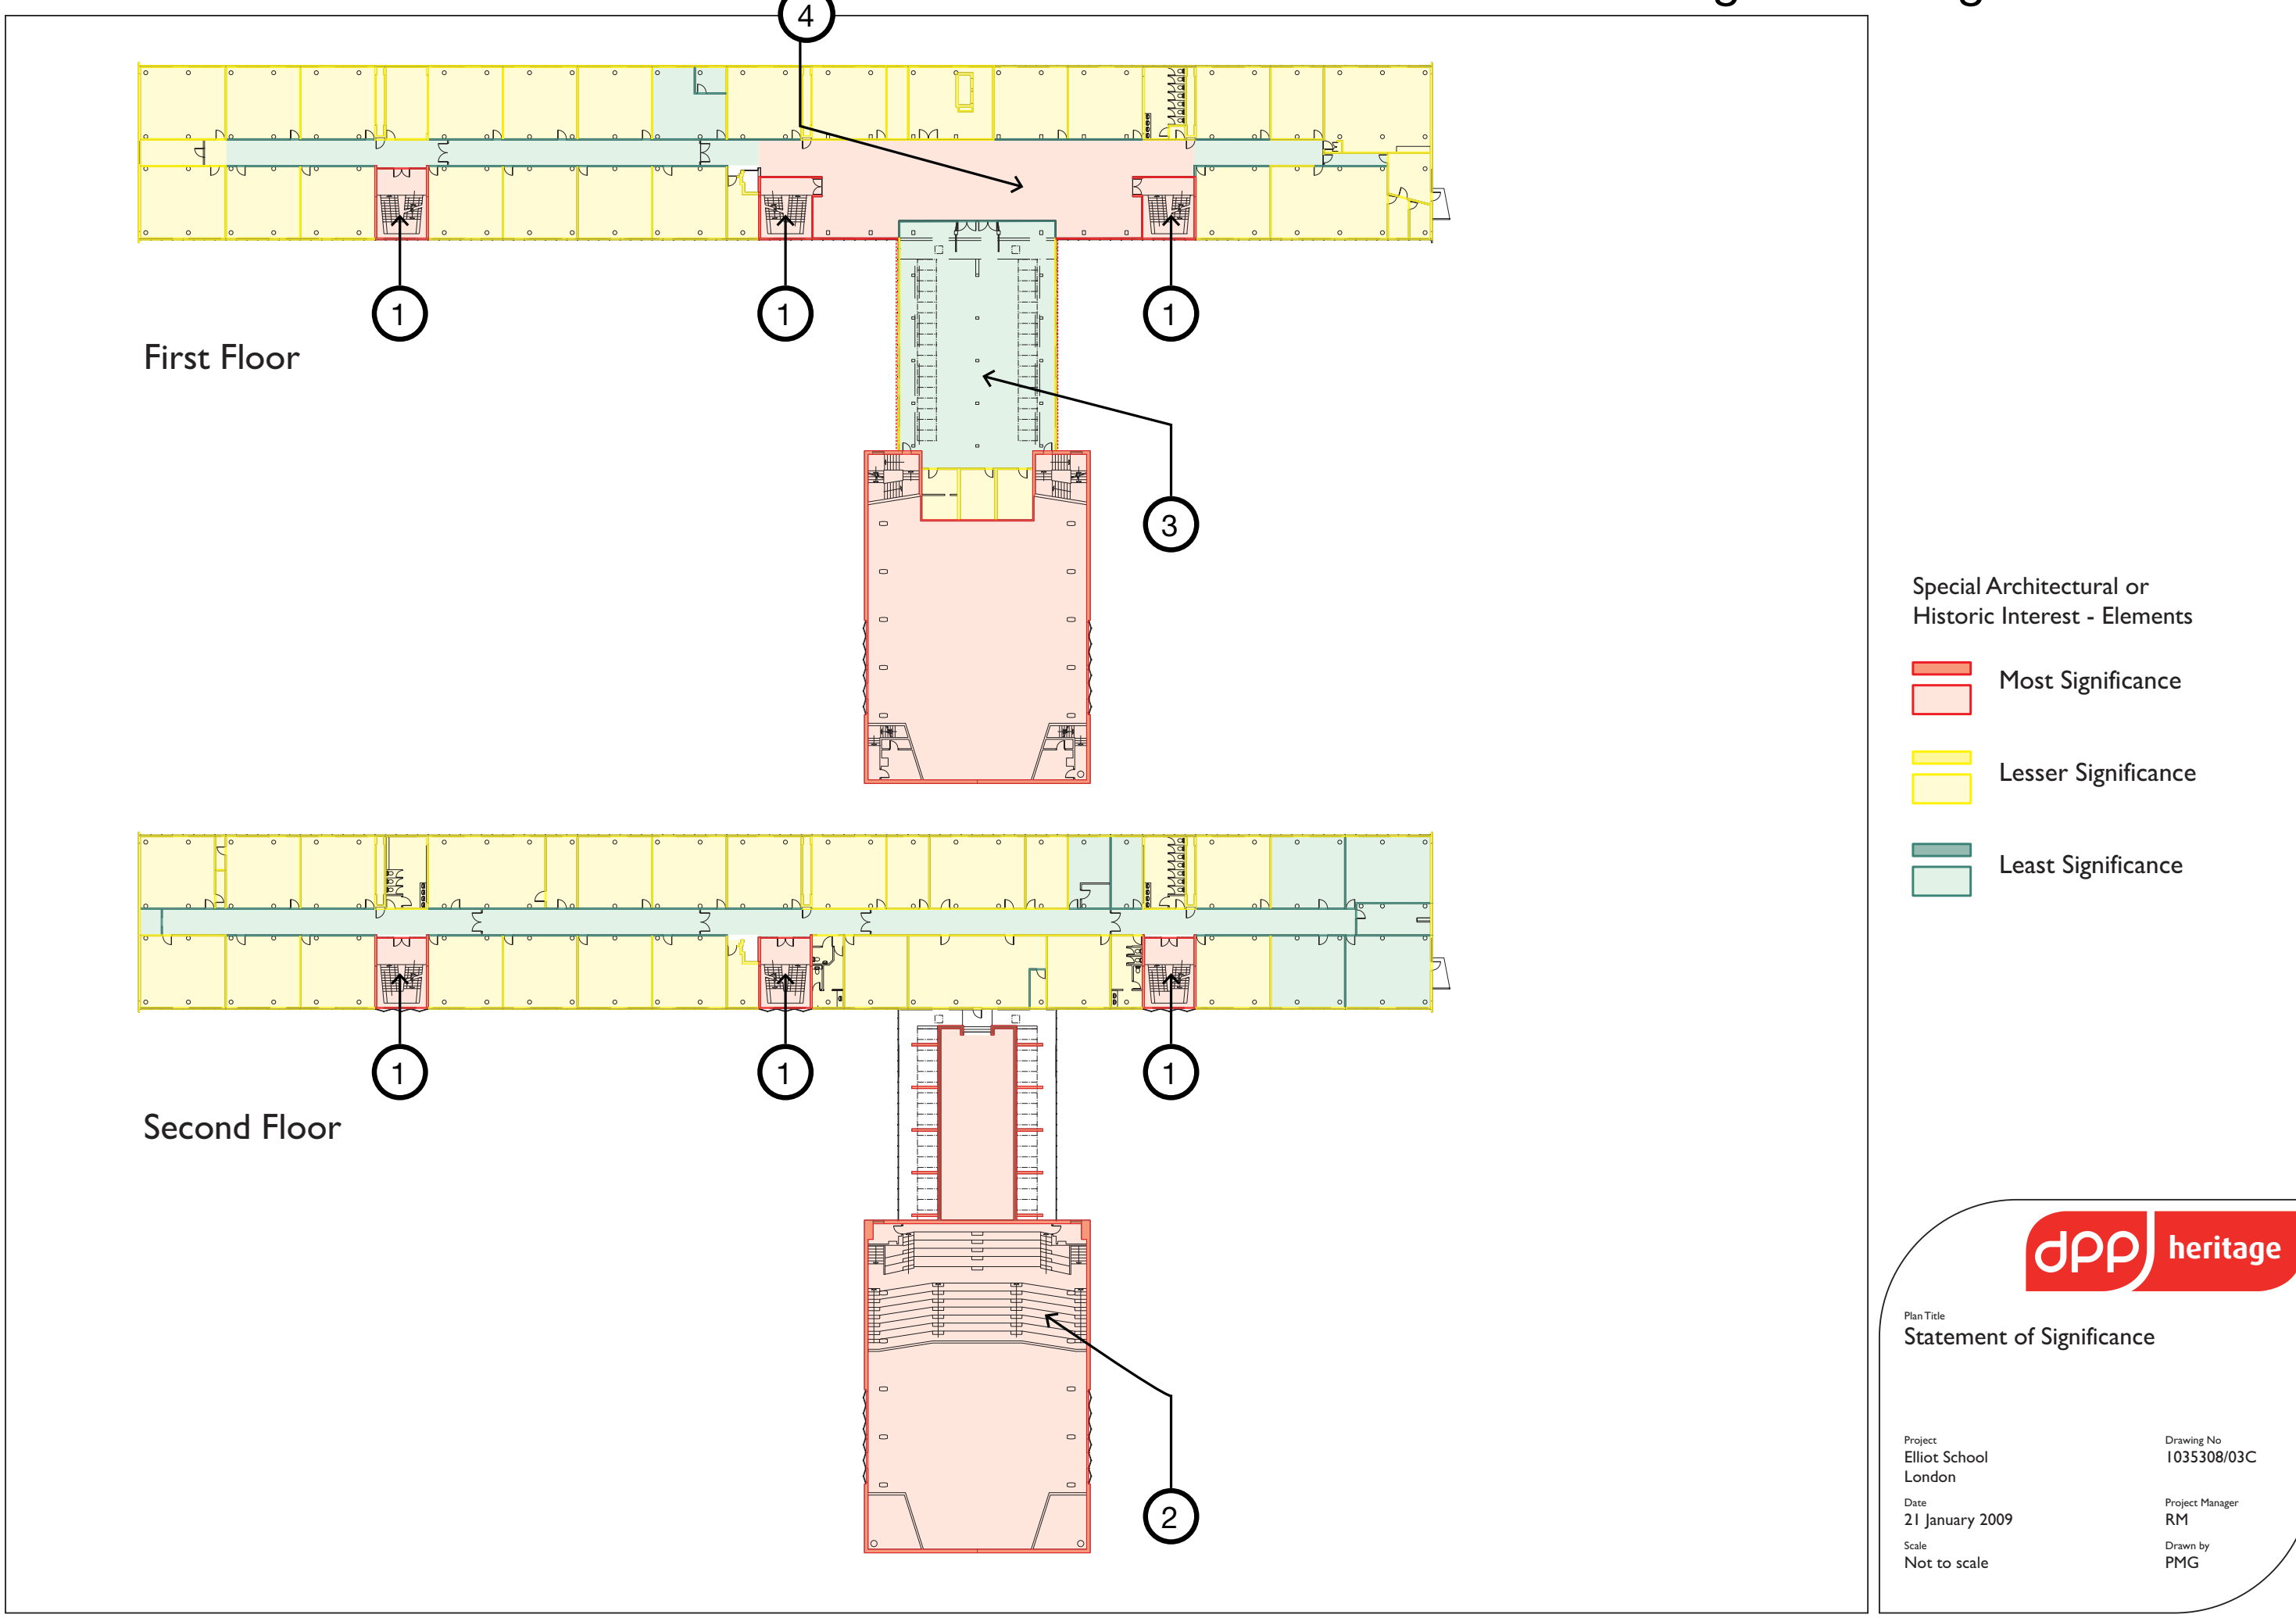 4
1
1
1
First Floor
3
1
1
1
Second Floor
2
Special Architectural or
Historic Interest - Elements
Most Significance
Lesser Significance
Least Significance
dpp heritage
Plan Title
Statement of Significance
Project
Elliot School
London
Drawing No
1035308/03C
Date
21 January 2009
Project Manager
RM
Scale
Not to scale
Drawn by
PMG